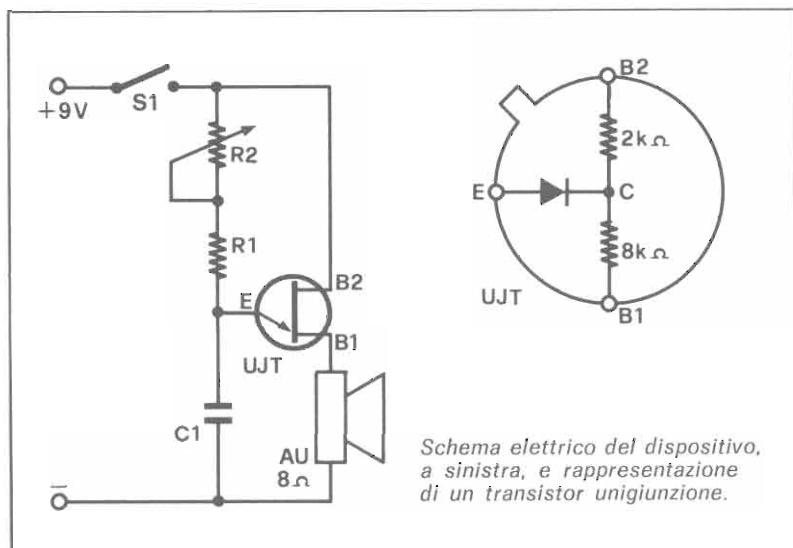 +9V
S1
R2
R1
E
B2
B1
UJT
C1
AU
8Ω
−
B2
2kΩ
E
C
8kΩ
UJT
B1
Schema elettrico del dispositivo,
a sinistra, e rappresentazione
di un transistor unigiunzione.